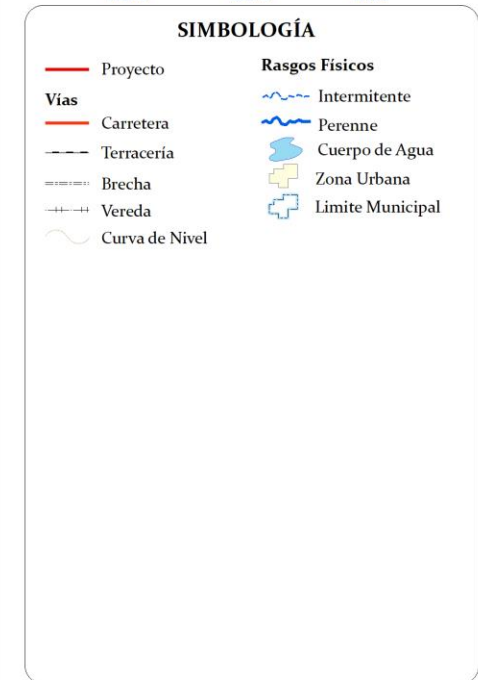 SIMBOLOGÍA
Proyecto
Vías
Carretera
Terracería
Brecha
Vereda
Curva de Nivel
Rasgos Físicos
Intermitente
Perenne
Cuerpo de Agua
Zona Urbana
Limite Municipal